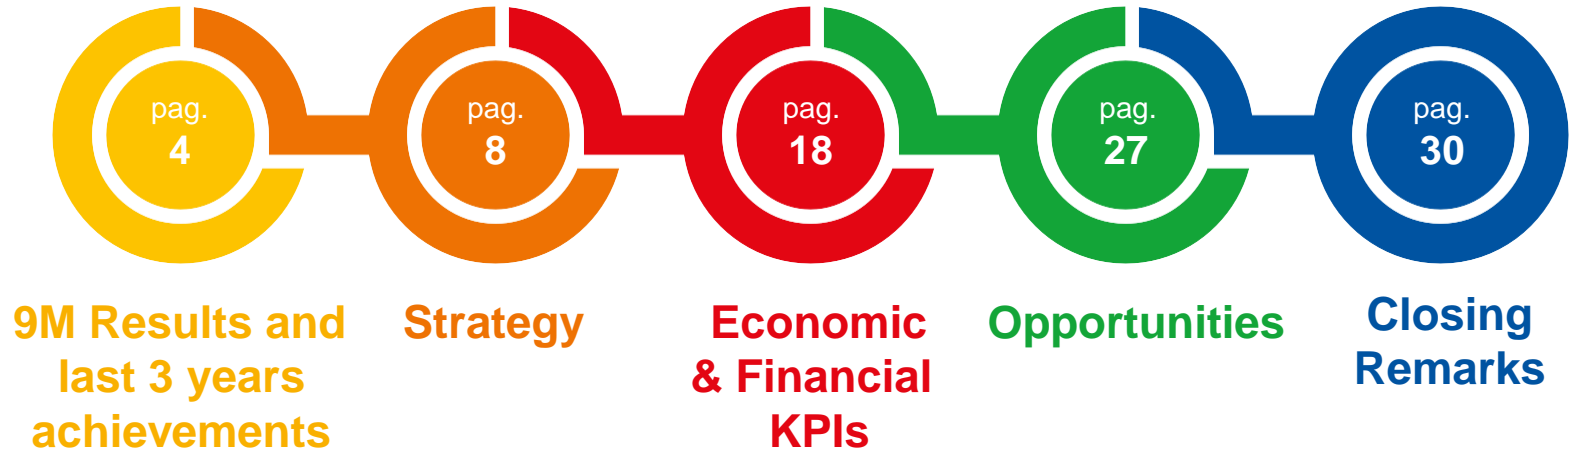 pag.
4
pag.
8
pag.
18
pag.
27
pag.
30
9M Results and
last 3 years
achievements
Strategy
Economic
& Financial
KPIs
Opportunities
Closing
Remarks